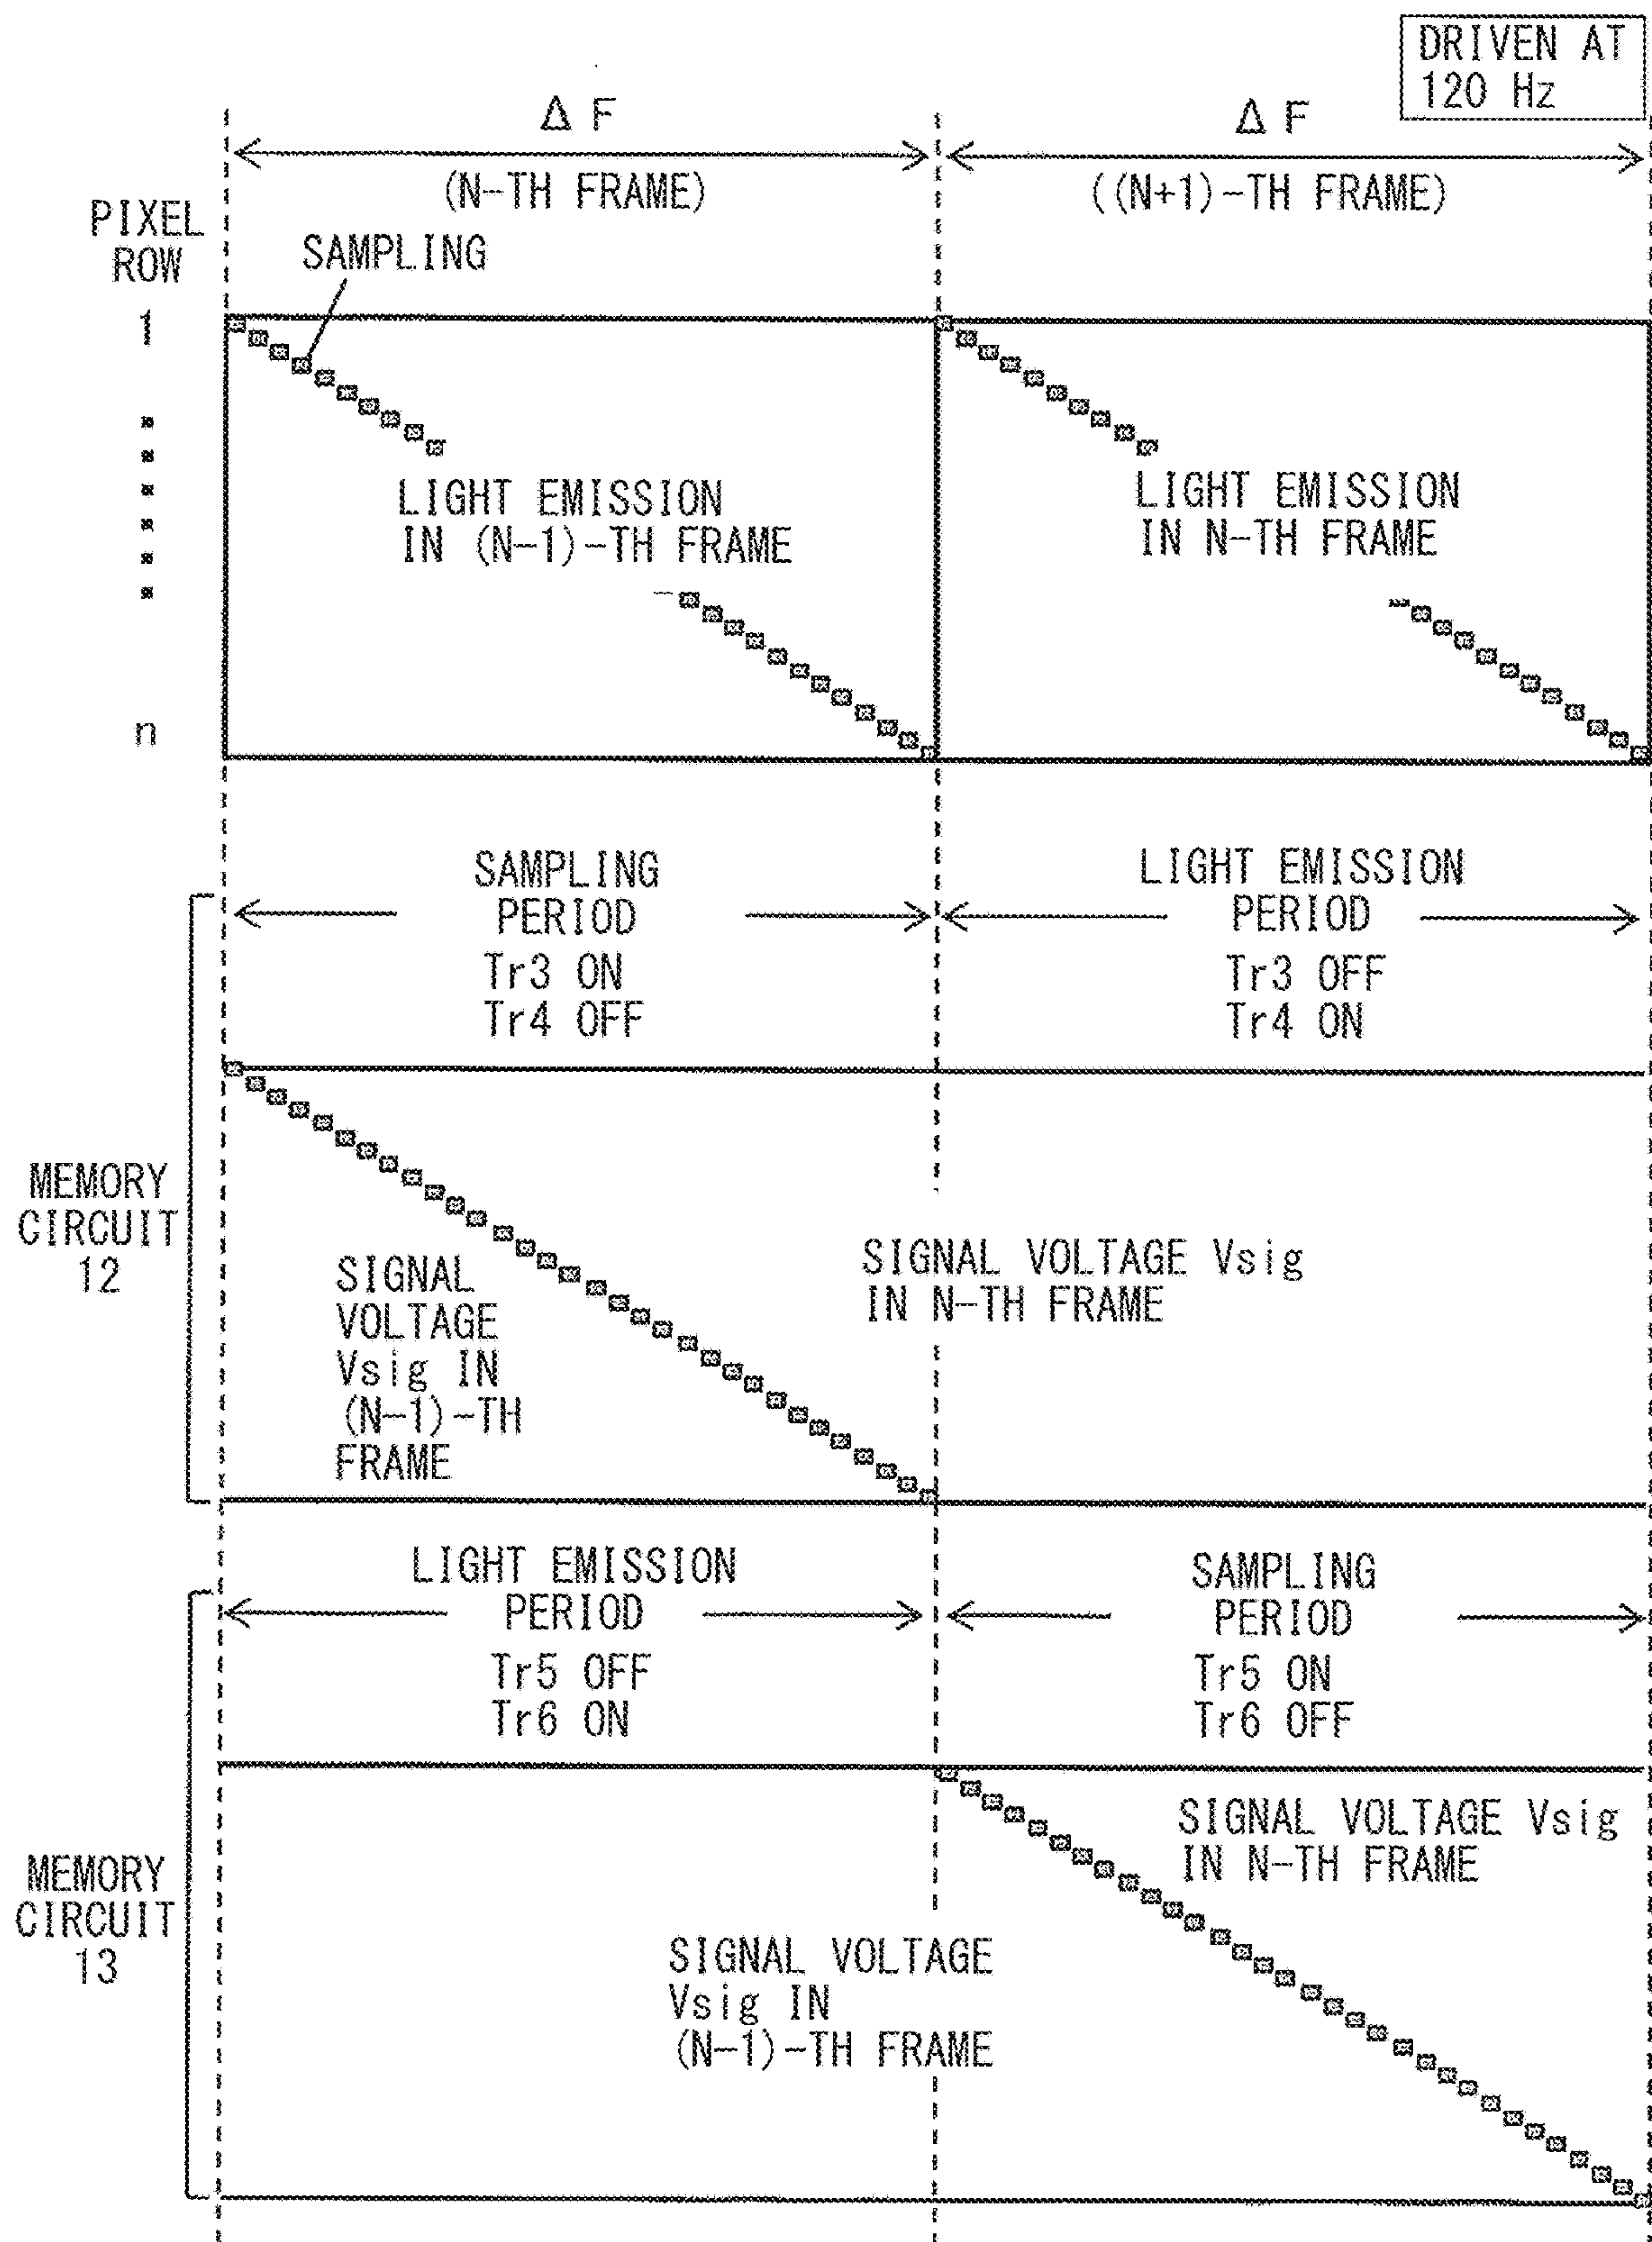 DRIVEN AT
120 Hz
Δ F
Δ F
(N-TH FRAME)
((N+1)-TH FRAME)
PIXEL
ROW
SAMPLING
1
LIGHT EMISSION
IN (N-1)-TH FRAME
LIGHT EMISSION
IN N-TH FRAME
n
SAMPLING
PERIOD
Tr3 ON
Tr4 OFF
LIGHT EMISSION
PERIOD
Tr3 OFF
Tr4 ON
MEMORY
CIRCUIT
12
SIGNAL
VOLTAGE
Vsig IN
(N-1)-TH
FRAME
SIGNAL VOLTAGE Vsig
IN N-TH FRAME
LIGHT EMISSION
PERIOD
Tr5 OFF
Tr6 ON
SAMPLING
PERIOD
Tr5 ON
Tr6 OFF
MEMORY
CIRCUIT
13
SIGNAL VOLTAGE
Vsig IN
(N-1)-TH FRAME
SIGNAL VOLTAGE Vsig
IN N-TH FRAME